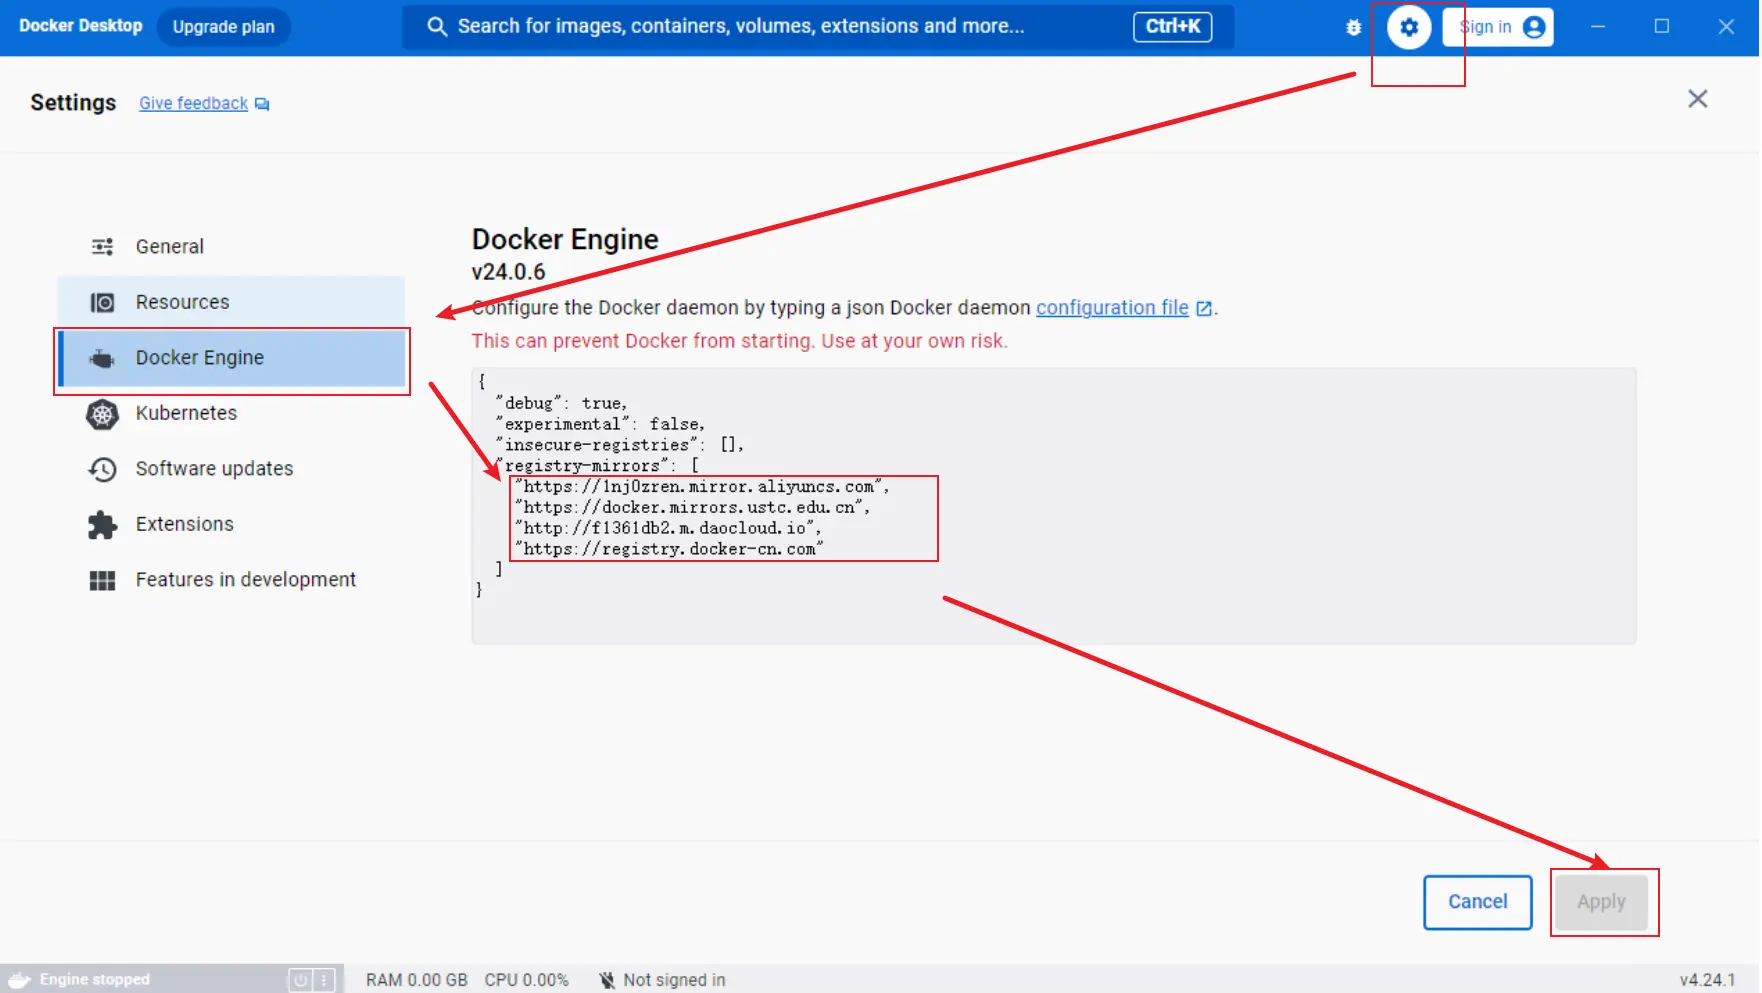 Docker Desktop
Upgrade plan
Search for images, containers, volumes, extensions and more...
Ctrl+K
Sign in
Settings
Give feedback
General
Resources
Docker Engine
Kubernetes
Software updates
Extensions
Features in development
Docker Engine
v24.0.6
Configure the Docker daemon by typing a json Docker daemon configuration file.
This can prevent Docker from starting. Use at your own risk.
{
"debug": true,
"experimental": false,
"insecure-registries": [],
"registry-mirrors": [
"https://1nj0zren.mirror.aliyuncs.com",
"https://docker.mirrors.ustc.edu.cn",
"http://f1361db2.m.daocloud.io",
"https://registry.docker-cn.com"
]
}
Cancel
Apply
Engine stopped
RAM 0.00 GB
CPU 0.00%
Not signed in
v4.24.1